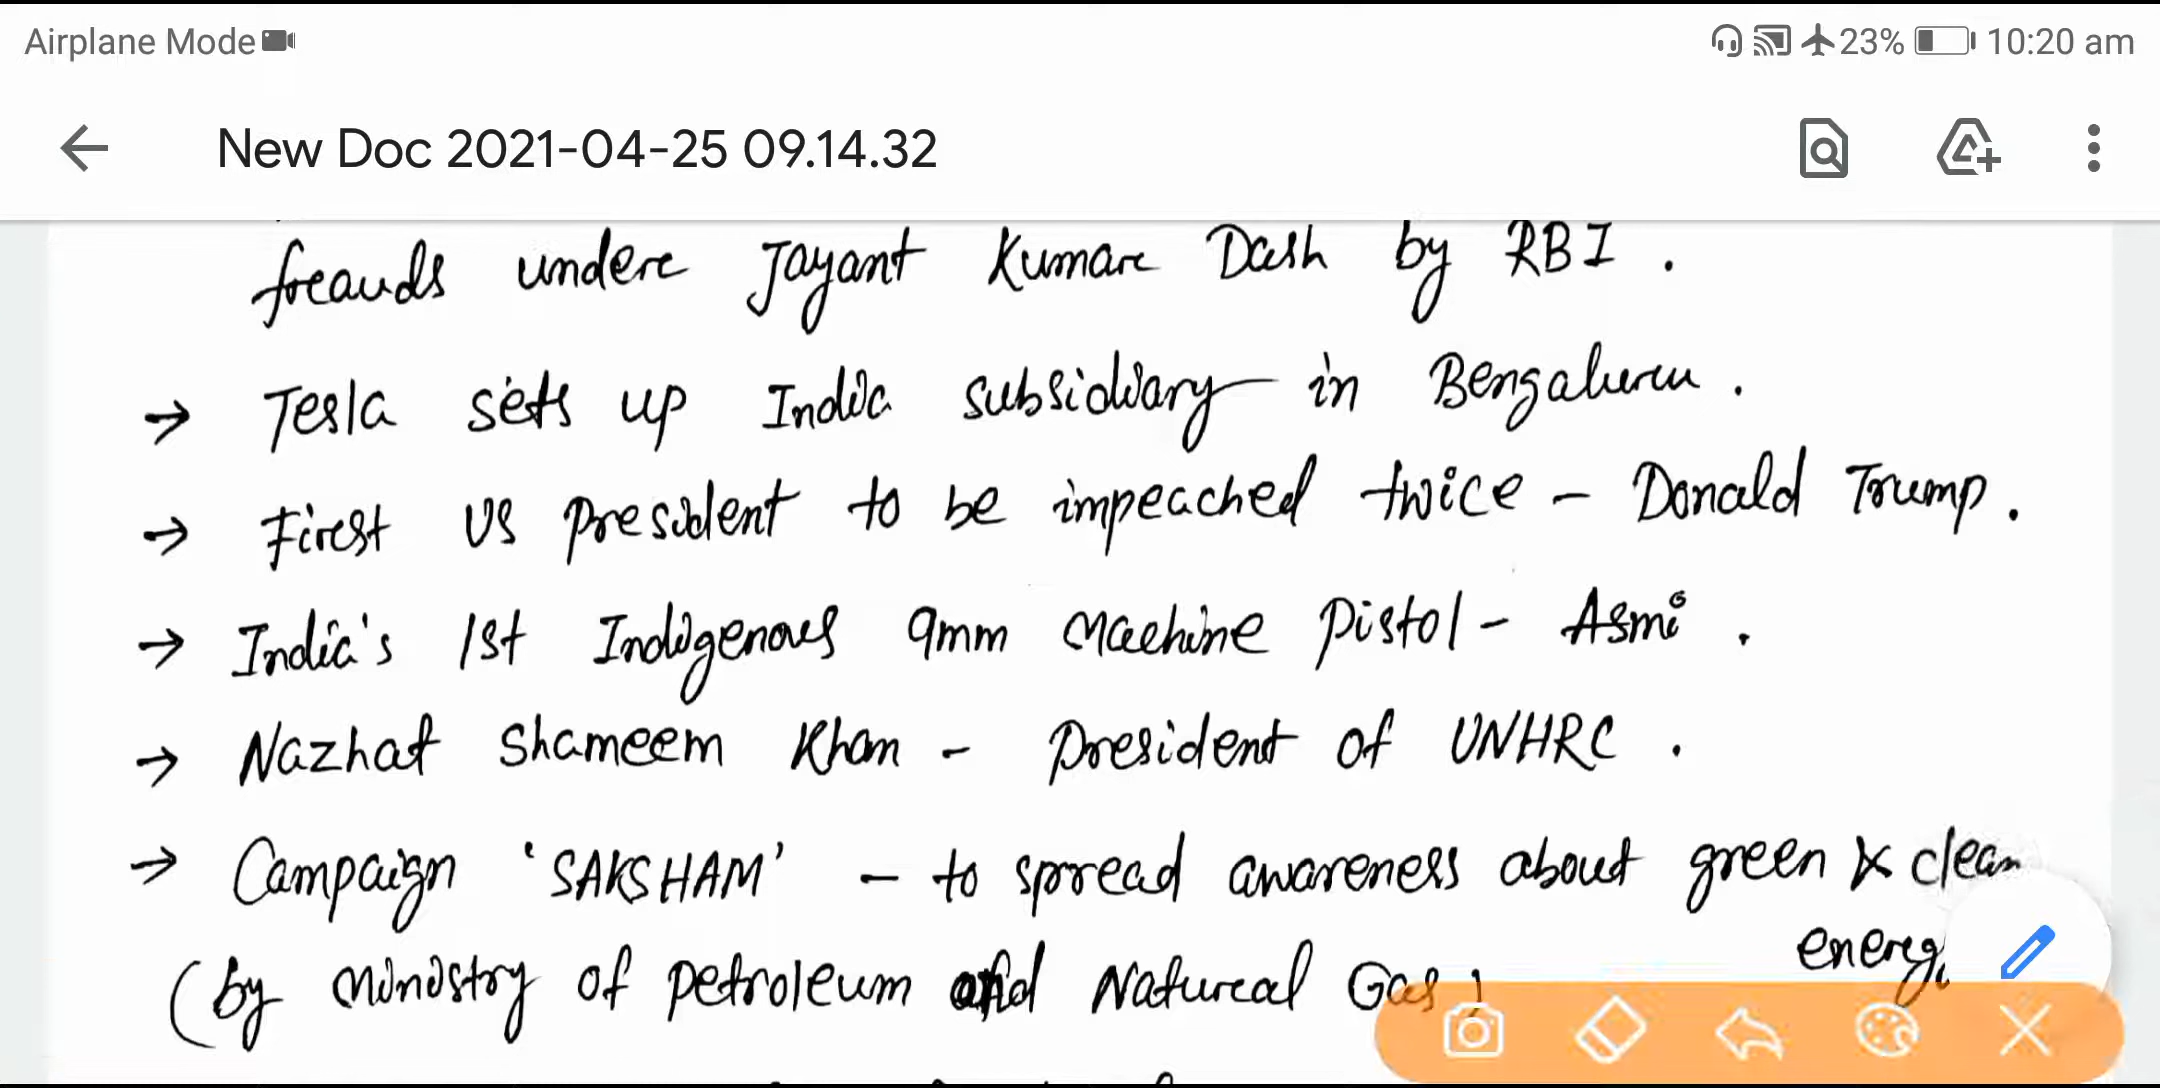 Airplane Mode 23% 10:20 am
New Doc 2021-04-25 09.14.32
frauds under Jayant Kumar Dash by RBI .
→ Tesla sets up India subsidiary in Bengaluru .
→ First US President to be impeached twice – Donald Trump .
→ India's 1st Indigenous 9mm Machine Pistol – Asmi .
→ Nazhat Shameem Khan – President of UNHRC .
→ Campaign 'SAKSHAM' – to spread awareness about green & clean
energy
(by ministry of petroleum and Natural Gas)